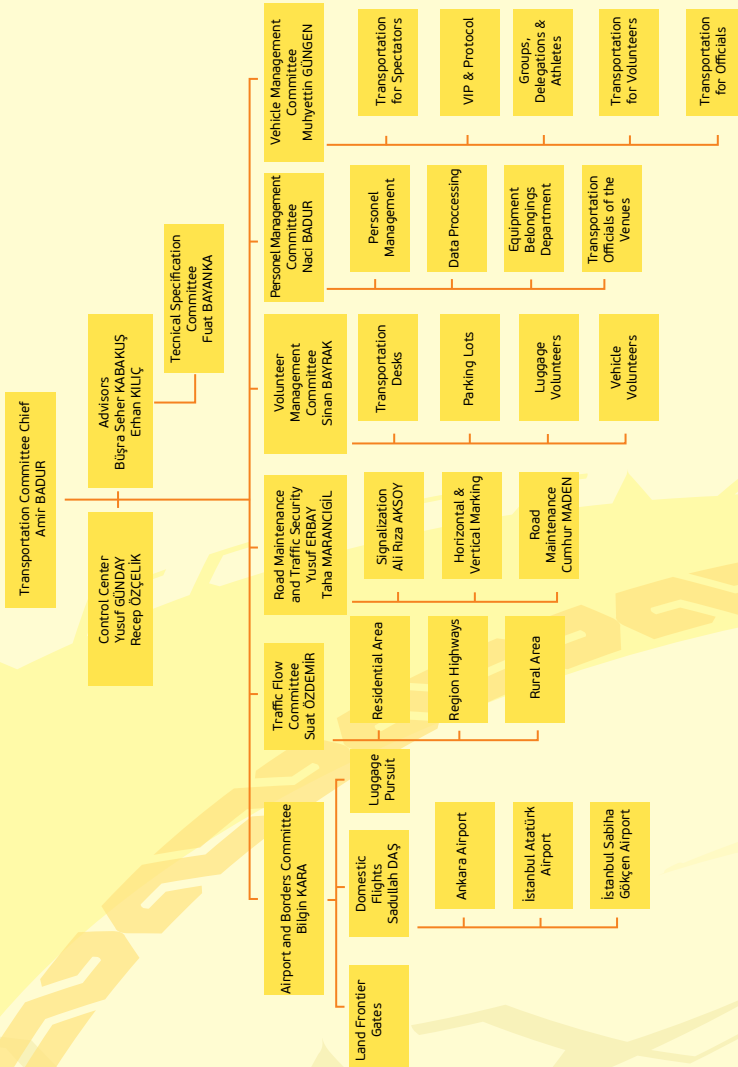 Transportation Committee Chief
Amir BADUR
Control Center
Yusuf GÜNDAY
Recep ÖZÇELİK
Advisors
Büşra Seher KABAKUŞ
Erhan KILIÇ
Tecnical Specification
Committee
Fuat BAYANKA
Airport and Borders Committee
Bilgin KARA
Land Frontier
Gates
Domestic
Flights
Sadullah DAŞ
Luggage
Pursuit
Ankara Airport
İstanbul Atatürk
Airport
İstanbul Sabiha
Gökçen Airport
Traffic Flow
Committee
Suat ÖZDEMİR
Residential Area
Region Highways
Rural Area
Road Maintenance
and Traffic Security
Yusuf ERBAY
Taha MARANCIGİL
Signalization
Ali Rıza AKSOY
Horizontal &
Vertical Marking
Road
Maintenance
Cumhur MADEN
Volunteer
Management
Committee
Sinan BAYRAK
Transportation
Desks
Parking Lots
Luggage
Volunteers
Vehicle
Volunteers
Personel Management
Committee
Naci BADUR
Personel
Management
Data Proccessing
Equipment
Belongings
Department
Transportation
Officials of the
Venues
Vehicle Management
Committee
Muhyettin GÜNGEN
Transportation
for Spectators
VIP & Protocol
Groups,
Delegations &
Athletes
Transportation
for Volunteers
Transportation
for Officials